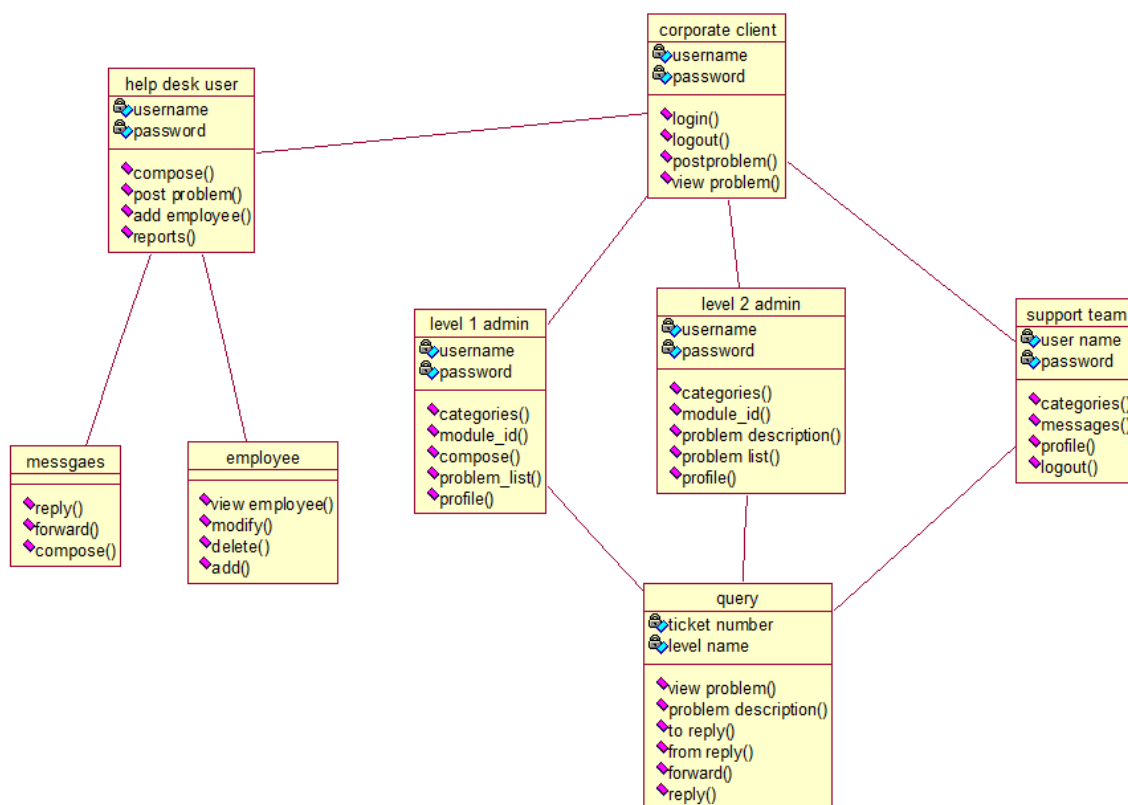 corporate client
username
password
login()
logout()
postproblem()
view problem()
help desk user
username
password
compose()
post problem()
add employee()
reports()
level 1 admin
username
password
categories()
module_id()
compose()
problem_list()
profile()
level 2 admin
username
password
categories()
module_id()
problem description()
problem list()
profile()
support team
user name
password
categories()
messages()
profile()
logout()
messgaes
reply()
forward()
compose()
employee
view employee()
modify()
delete()
add()
query
ticket number
level name
view problem()
problem description()
to reply()
from reply()
forward()
reply()